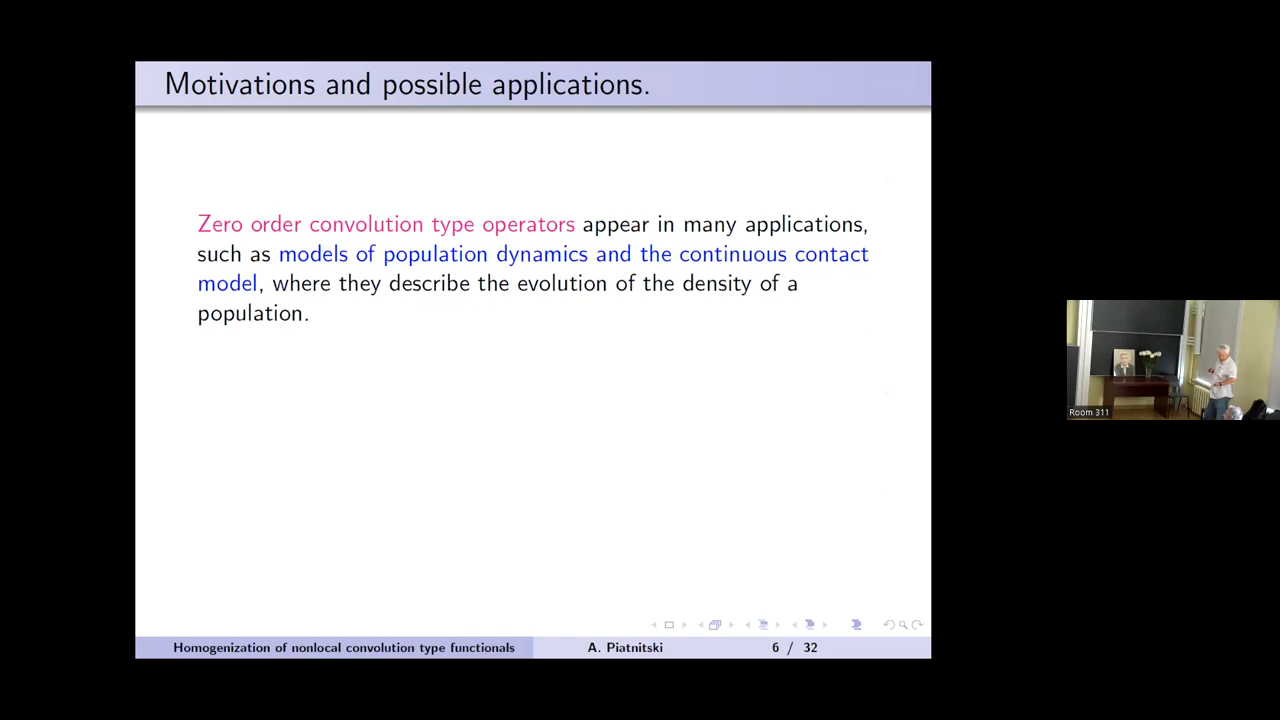 Motivations and possible applications.
Zero order convolution type operators appear in many applications,
such as models of population dynamics and the continuous contact
model, where they describe the evolution of the density of a
population.
Homogenization of nonlocal convolution type functionals A. Piatnitski 6 / 32
Room 311